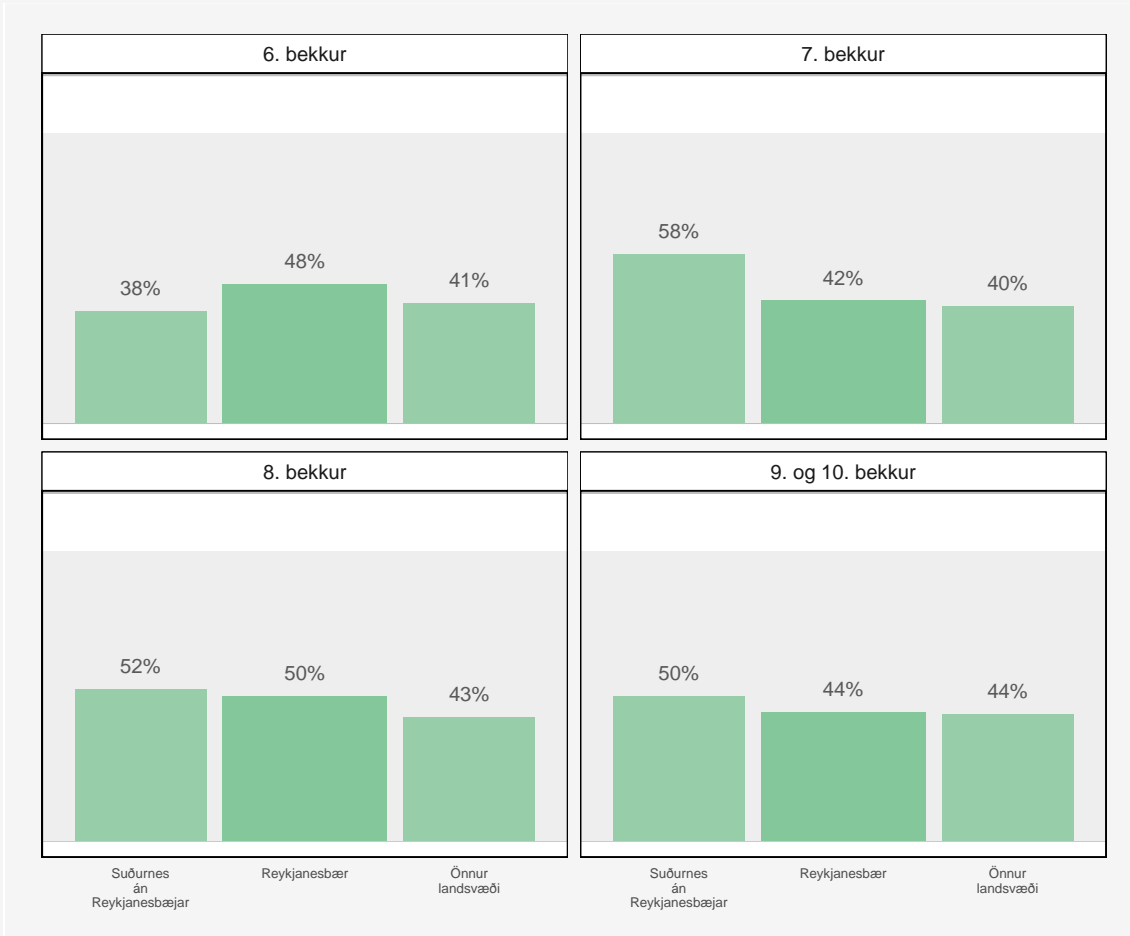 6. bekkur
38%
48%
41%
7. bekkur
58%
42%
40%
8. bekkur
52%
50%
43%
Suðurnes
án
Reykjanesbæjar
Reykjanesbær
Önnur
landsvæði
9. og 10. bekkur
50%
44%
44%
Suðurnes
án
Reykjanesbæjar
Reykjanesbær
Önnur
landsvæði